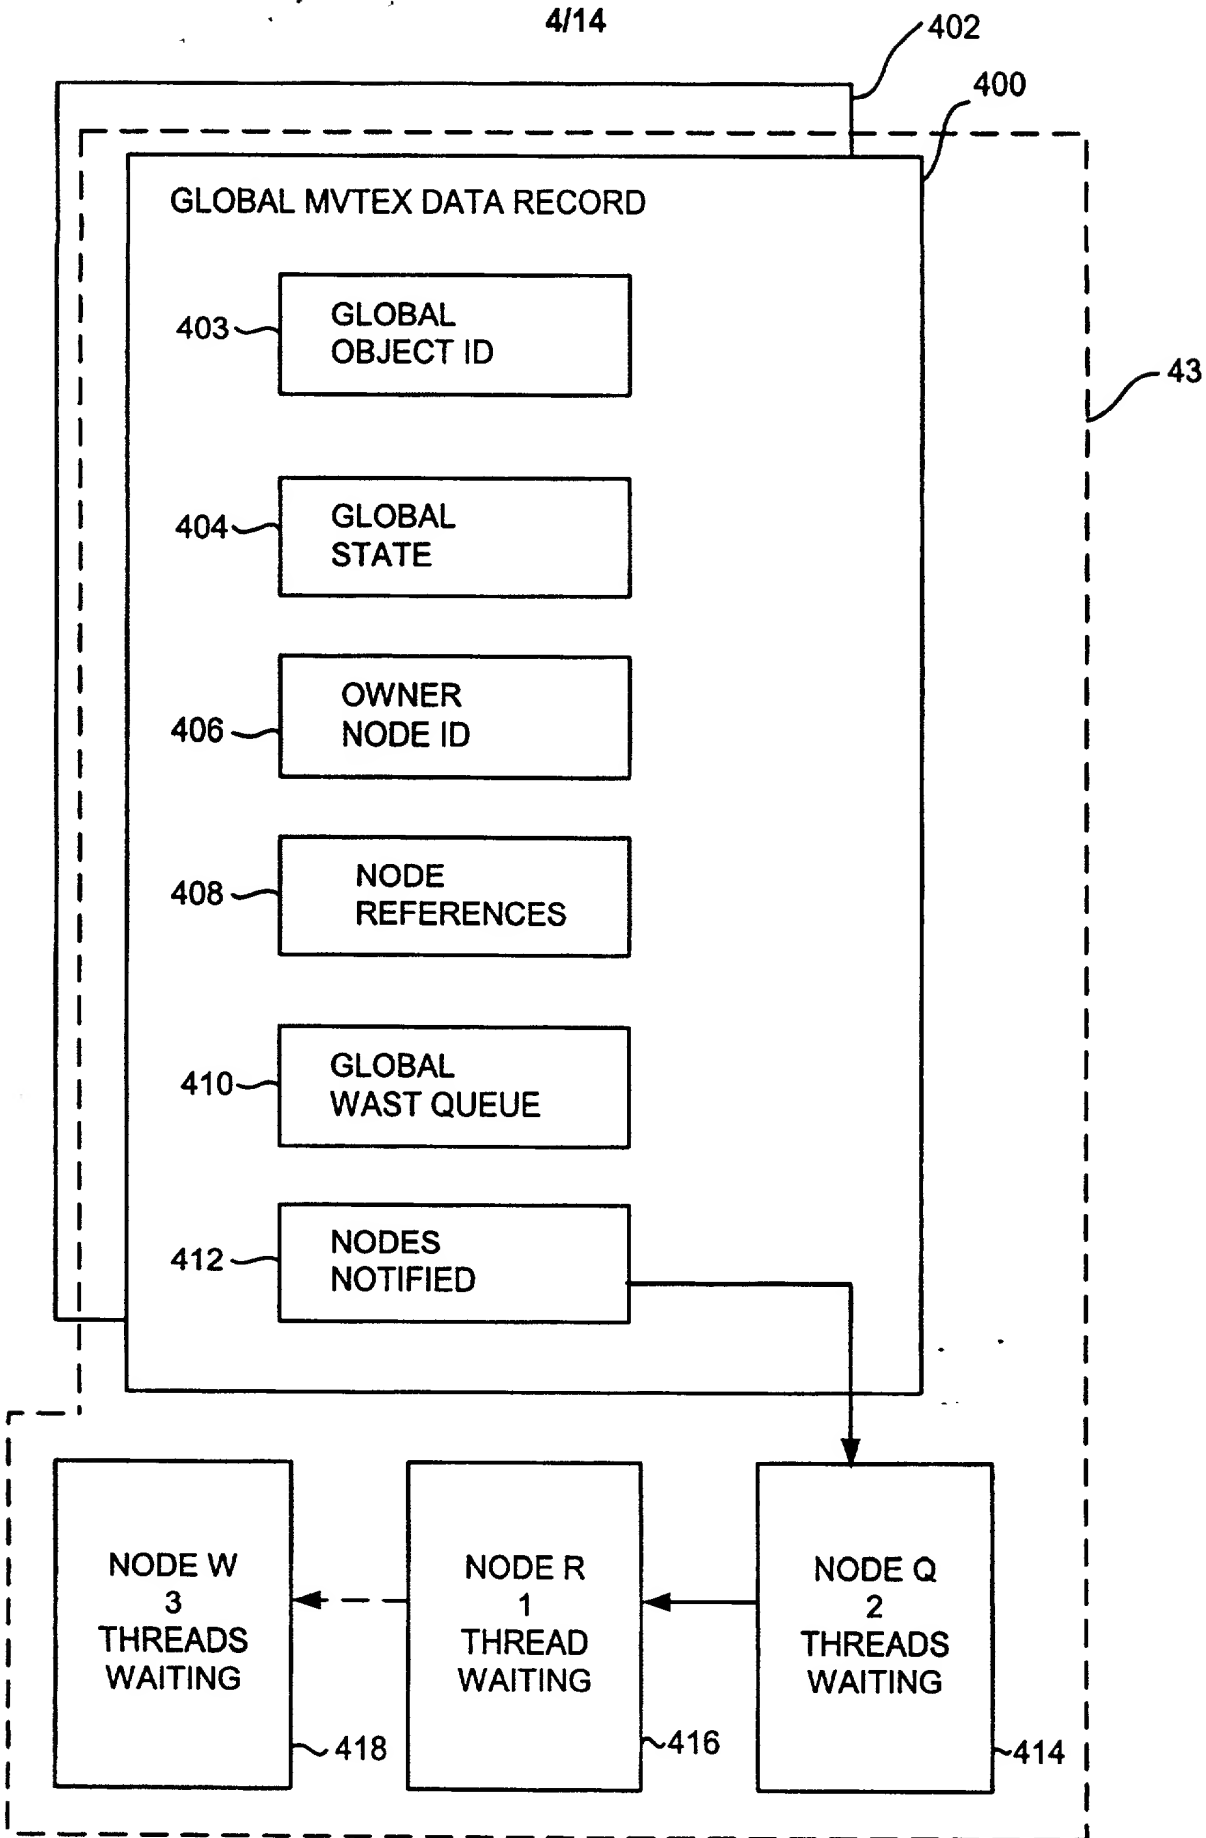 4/14
402
400
GLOBAL MVTEX DATA RECORD
403
GLOBAL
OBJECT ID
43
404
GLOBAL
STATE
406
OWNER
NODE ID
408
NODE
REFERENCES
410
GLOBAL
WAST QUEUE
412
NODES
NOTIFIED
NODE W
3
THREADS
WAITING
418
NODE R
1
THREAD
WAITING
416
NODE Q
2
THREADS
WAITING
414